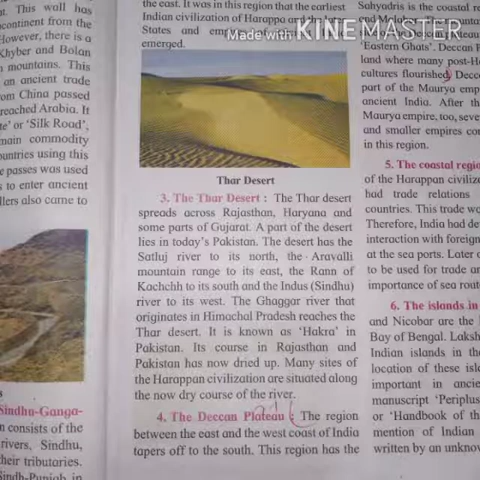 t. This wall has
continent from the
However, there is a
Khyber and Bolan
mountains. This
an ancient trade
om China passed
reached Arabia. It
te' or 'Silk Road',
main commodity
ountries using this
e passes was used
s to enter ancient
llers also came to
s
Sindhu-Ganga-
n consists of the
rivers, Sindhu,
heir tributaries.
Sindh-Punjab in
the east. It was in this region that the earliest
Indian civilization of Harappa and the
States and
emerged.
Thar Desert
3. The Thar Desert : The Thar desert
spreads across Rajasthan, Haryana and
some parts of Gujarat. A part of the desert
lies in today's Pakistan. The desert has the
Satluj river to its north, the Aravalli
mountain range to its east, the Rann of
Kachchh to its south and the Indus (Sindhu)
river to its west. The Ghaggar river that
originates in Himachal Pradesh reaches the
Thar desert. It is known as 'Hakra' in
Pakistan. Its course in Rajasthan and
Pakistan has now dried up. Many sites of
the Harappan civilization are situated along
the now dry course of the river.
4. The Deccan Plateau : The region
between the east and the west coast of India
tapers off to the south. This region has the
Sahyadris is the coastal re
'Eastern Ghats'. Deccan P
land where many post-Ha
cultures flourished. Decc
part of the Maurya emp
ancient India. After th
Maurya empire, too, seve
and smaller empires co
in this region.
5. The coastal regio
of the Harappan civiliz
had trade relations
countries. This trade wa
Therefore, India had de
interaction with foreign
at the sea ports. Later o
to be used for trade ar
importance of sea rout
6. The islands in
and Nicobar are the
Bay of Bengal. Laksh
Indian islands in the
location of these isl
important in ancie
manuscript 'Periplus
or 'Handbook of th
mention of Indian
written by an unknow
Made with KINEMASTER